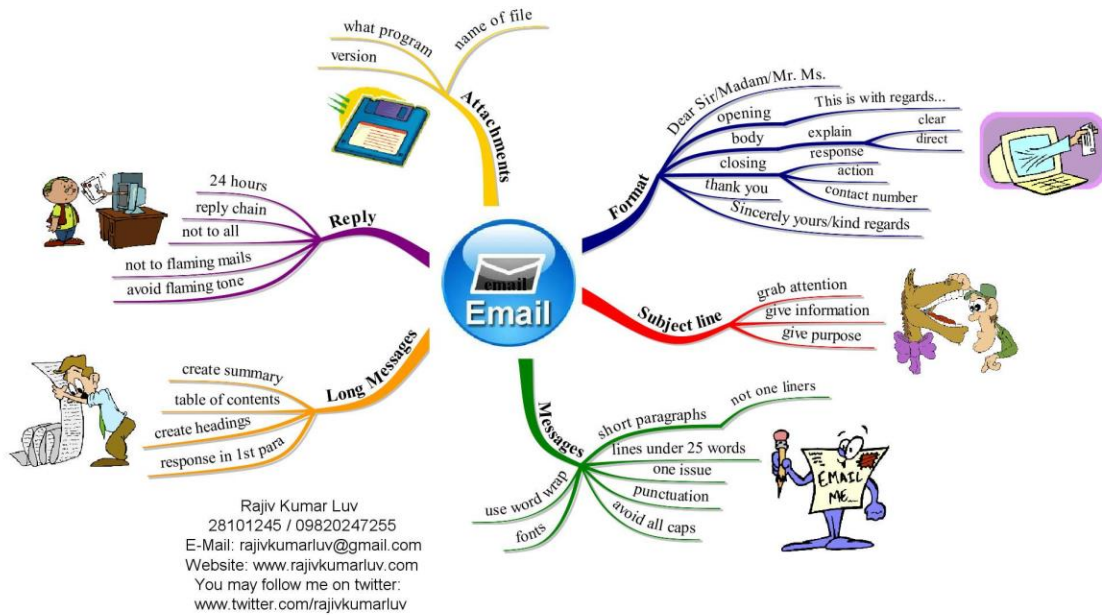 what program
version
name of file
Attachments
Dear Sir/Madam/Mr. Ms.
opening
This is with regards...
body
explain
clear
direct
closing
response
action
contact number
thank you
Sincerely yours/kind regards
Format
24 hours
reply chain
not to all
not to flaming mails
avoid flaming tone
Reply
email
Email
Subject line
grab attention
give information
give purpose
Long Messages
create summary
table of contents
create headings
response in 1st para
Messages
short paragraphs
not one liners
lines under 25 words
one issue
punctuation
avoid all caps
use word wrap
fonts
EMAIL
ME...
Rajiv Kumar Luv
28101245 / 09820247255
E-Mail: rajivkumarluv@gmail.com
Website: www.rajivkumarluv.com
You may follow me on twitter:
www.twitter.com/rajivkumarluv